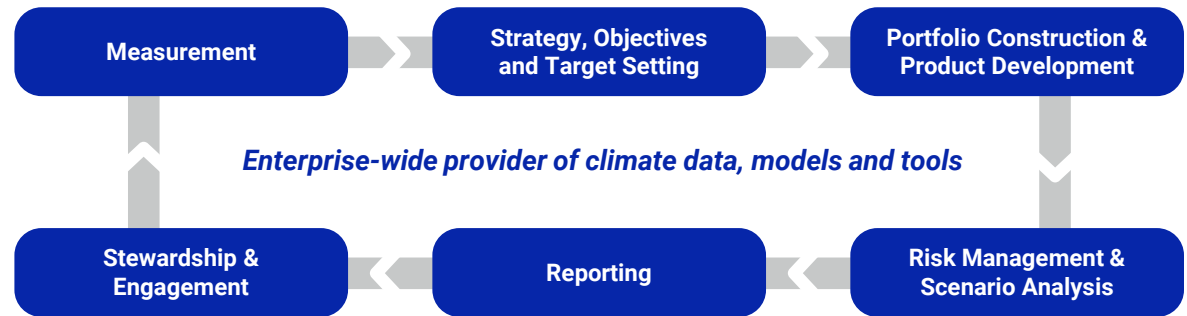 Measurement
Strategy, Objectives
and Target Setting
Portfolio Construction &
Product Development
Enterprise-wide provider of climate data, models and tools
Stewardship &
Engagement
Reporting
Risk Management &
Scenario Analysis